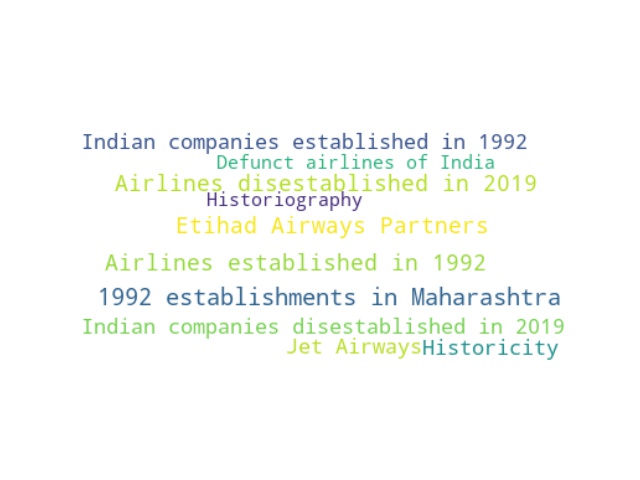 Indian companies established in 1992
Defunct airlines of India
Airlines disestablished in 2019
Historiography
Etihad Airways Partners
Airlines established in 1992
1992 establishments in Maharashtra
Indian companies disestablished in 2019
Jet Airways Historicity